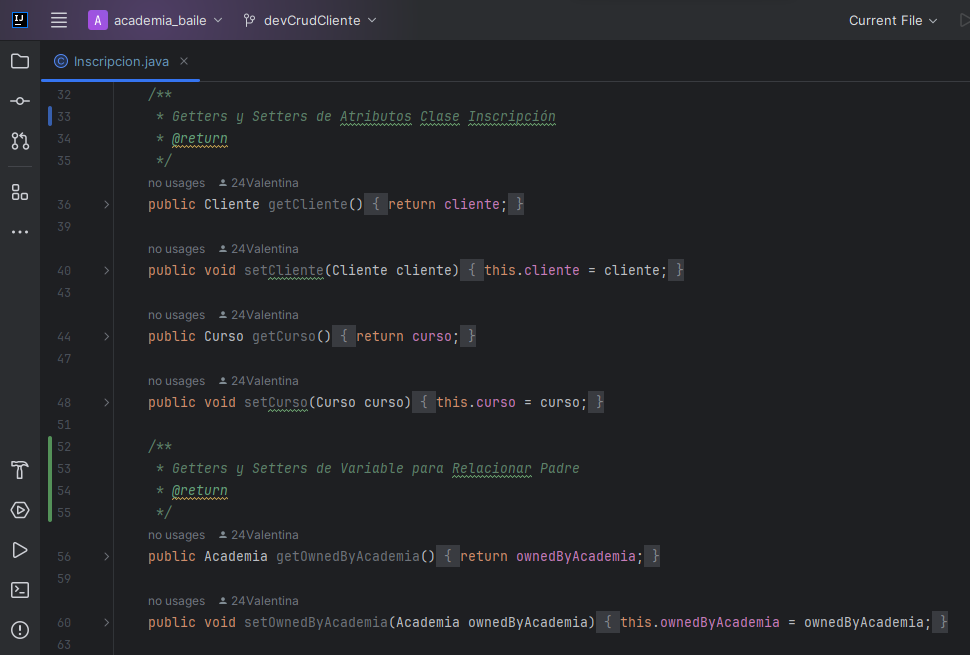 IJ A academia_baile devCrudCliente Current File
C Inscripcion.java
32 /**
33 * Getters y Setters de Atributos Clase Inscripción
34 * @return
35 */
no usages 24Valentina
36 public Cliente getCliente() { return cliente; }
39
no usages 24Valentina
40 public void setCliente(Cliente cliente) { this.cliente = cliente; }
43
no usages 24Valentina
44 public Curso getCurso() { return curso; }
47
no usages 24Valentina
48 public void setCurso(Curso curso) { this.curso = curso; }
51
52 /**
53 * Getters y Setters de Variable para Relacionar Padre
54 * @return
55 */
no usages 24Valentina
56 public Academia getOwnedByAcademia() { return ownedByAcademia; }
59
no usages 24Valentina
60 public void setOwnedByAcademia(Academia ownedByAcademia) { this.ownedByAcademia = ownedByAcademia; }
63